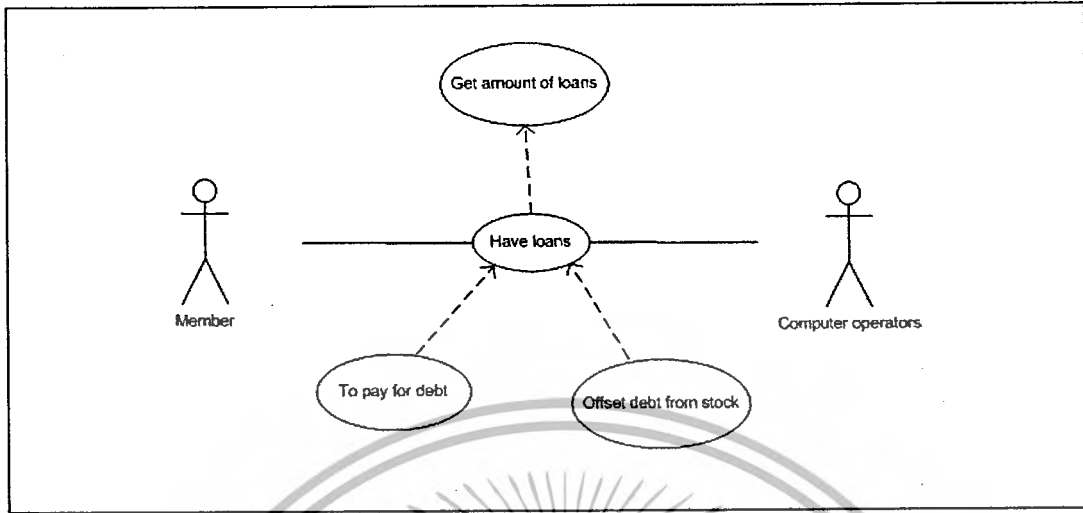 Get amount of loans
Have loans
Member
Computer operators
To pay for debt
Offset debt from stock